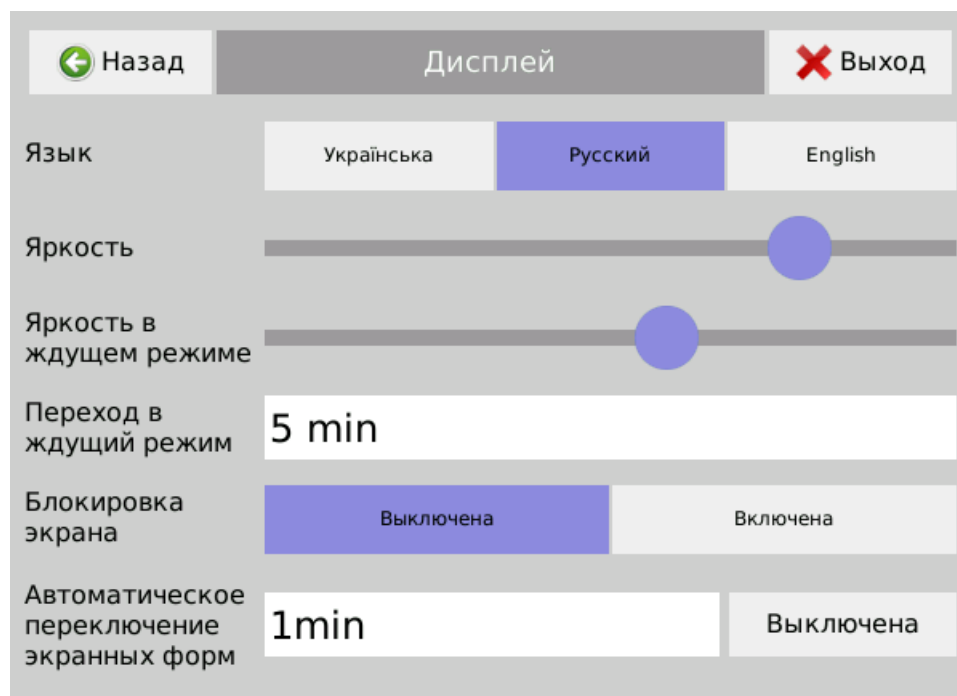 Назад
Дисплей
Выход
Язык
Українська
Русский
English
Яркость
Яркость в
ждущем режиме
Переход в
ждущий режим
5 min
Блокировка
экрана
Выключена
Включена
Автоматическое
переключение
экранных форм
1min
Выключена